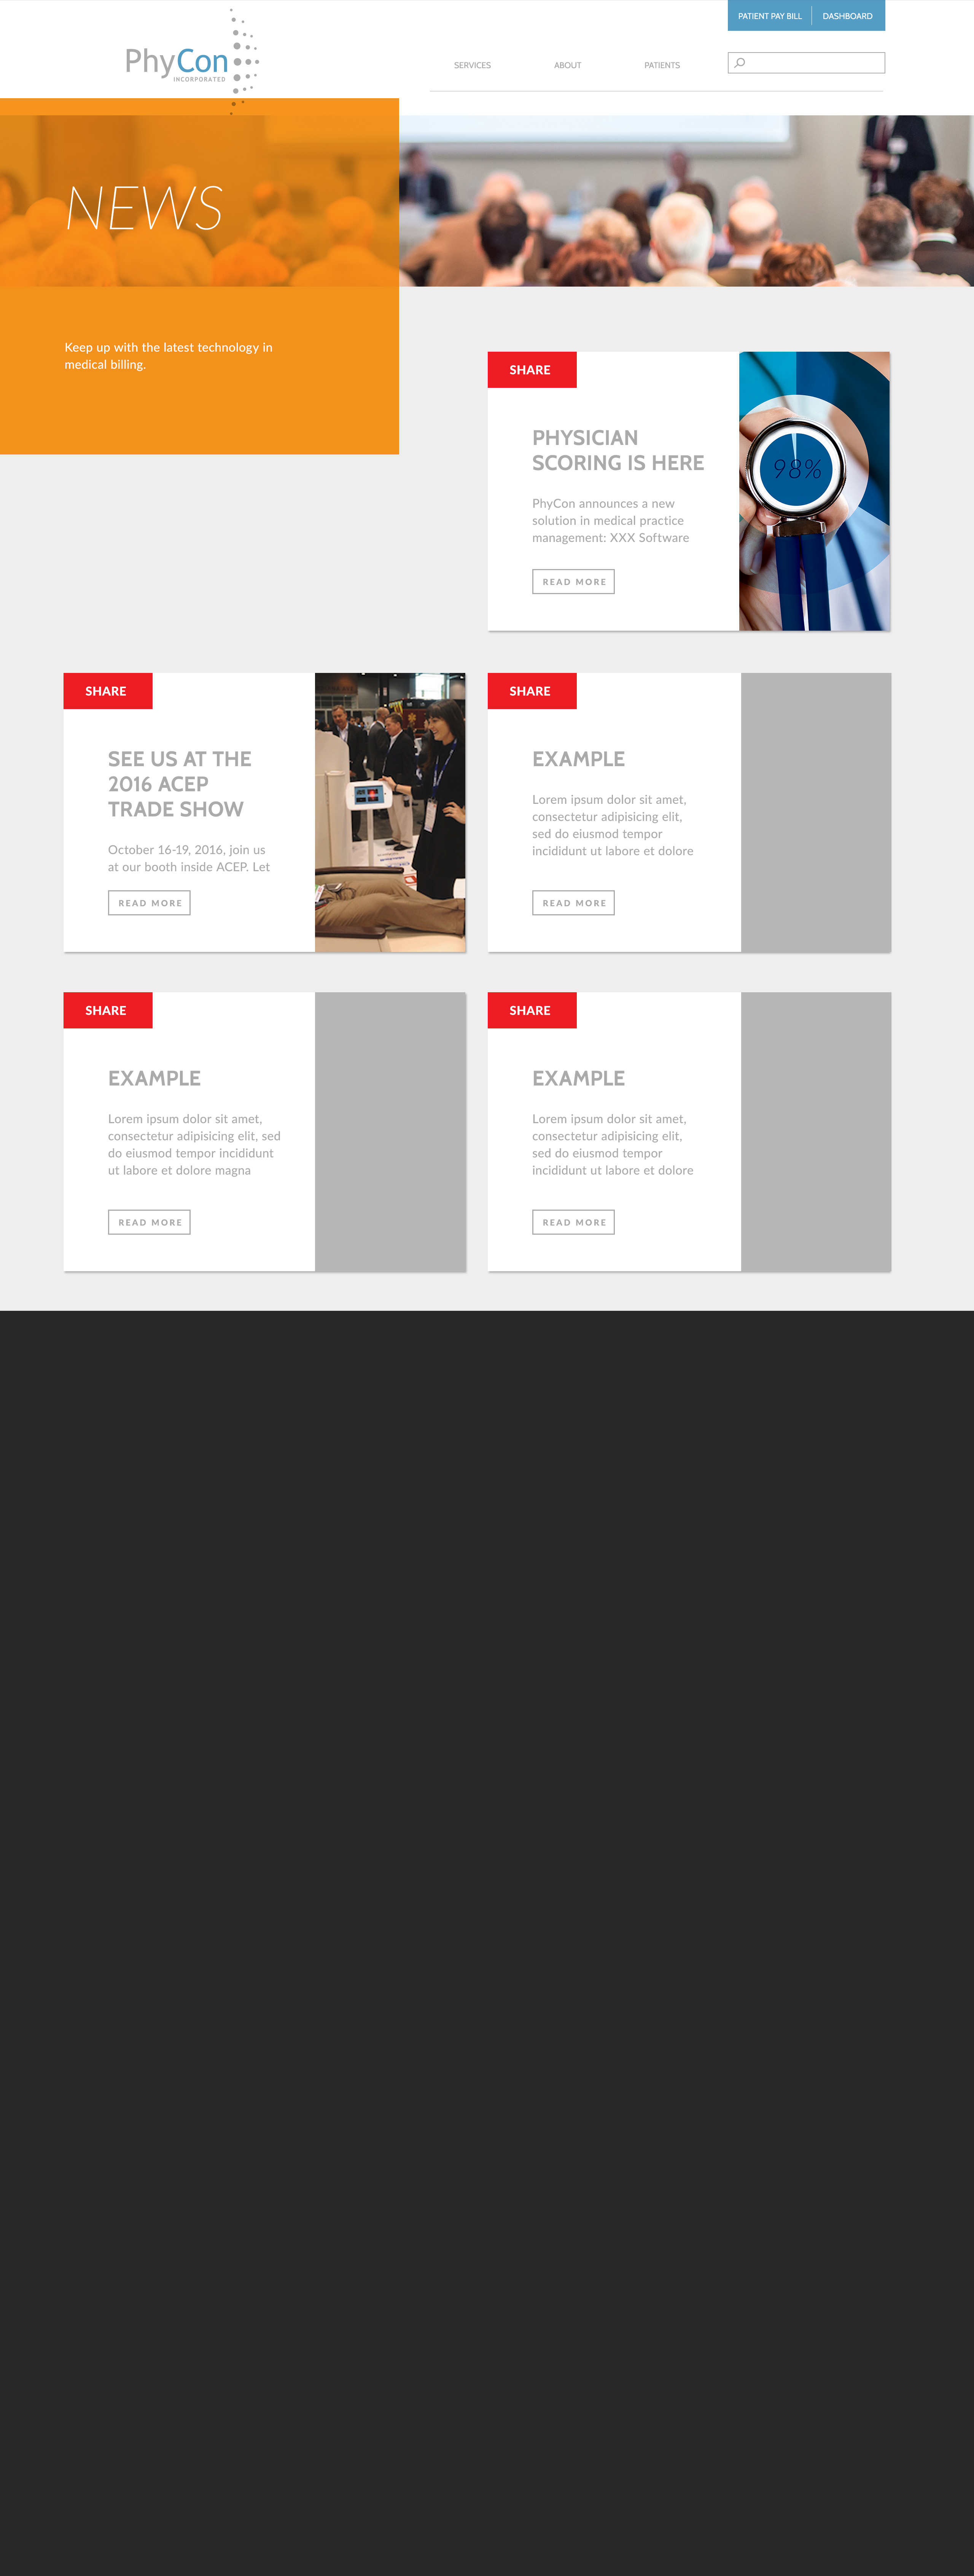 PATIENT PAY BILL DASHBOARD
PhyCon
INCORPORATED
SERVICES ABOUT PATIENTS
NEWS
Keep up with the latest technology in
medical billing.
SHARE
PHYSICIAN
SCORING IS HERE
PhyCon announces a new
solution in medical practice
management: XXX Software
READ MORE
98%
SHARE
SEE US AT THE
2016 ACEP
TRADE SHOW
October 16-19, 2016, join us
at our booth inside ACEP. Let
READ MORE
SHARE
EXAMPLE
Lorem ipsum dolor sit amet,
consectetur adipisicing elit,
sed do eiusmod tempor
incididunt ut labore et dolore
READ MORE
SHARE
EXAMPLE
Lorem ipsum dolor sit amet,
consectetur adipisicing elit, sed
do eiusmod tempor incididunt
ut labore et dolore magna
READ MORE
SHARE
EXAMPLE
Lorem ipsum dolor sit amet,
consectetur adipisicing elit,
sed do eiusmod tempor
incididunt ut labore et dolore
READ MORE